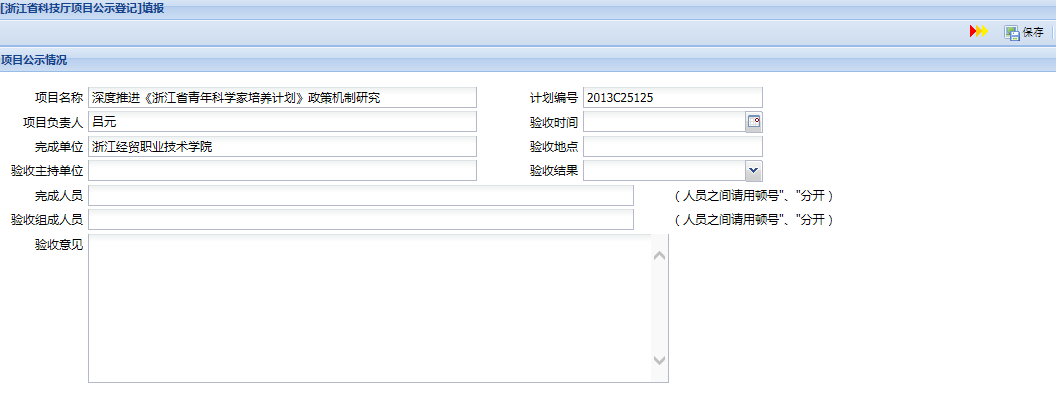 [浙江省科技厅项目公示登记]填报
保存
项目公示情况
项目名称 深度推进《浙江省青年科学家培养计划》政策机制研究 计划编号 2013C25125
项目负责人 吕元 验收时间
完成单位 浙江经贸职业技术学院 验收地点
验收主持单位 验收结果
完成人员 （人员之间请用顿号"、"分开）
验收组成人员 （人员之间请用顿号"、"分开）
验收意见